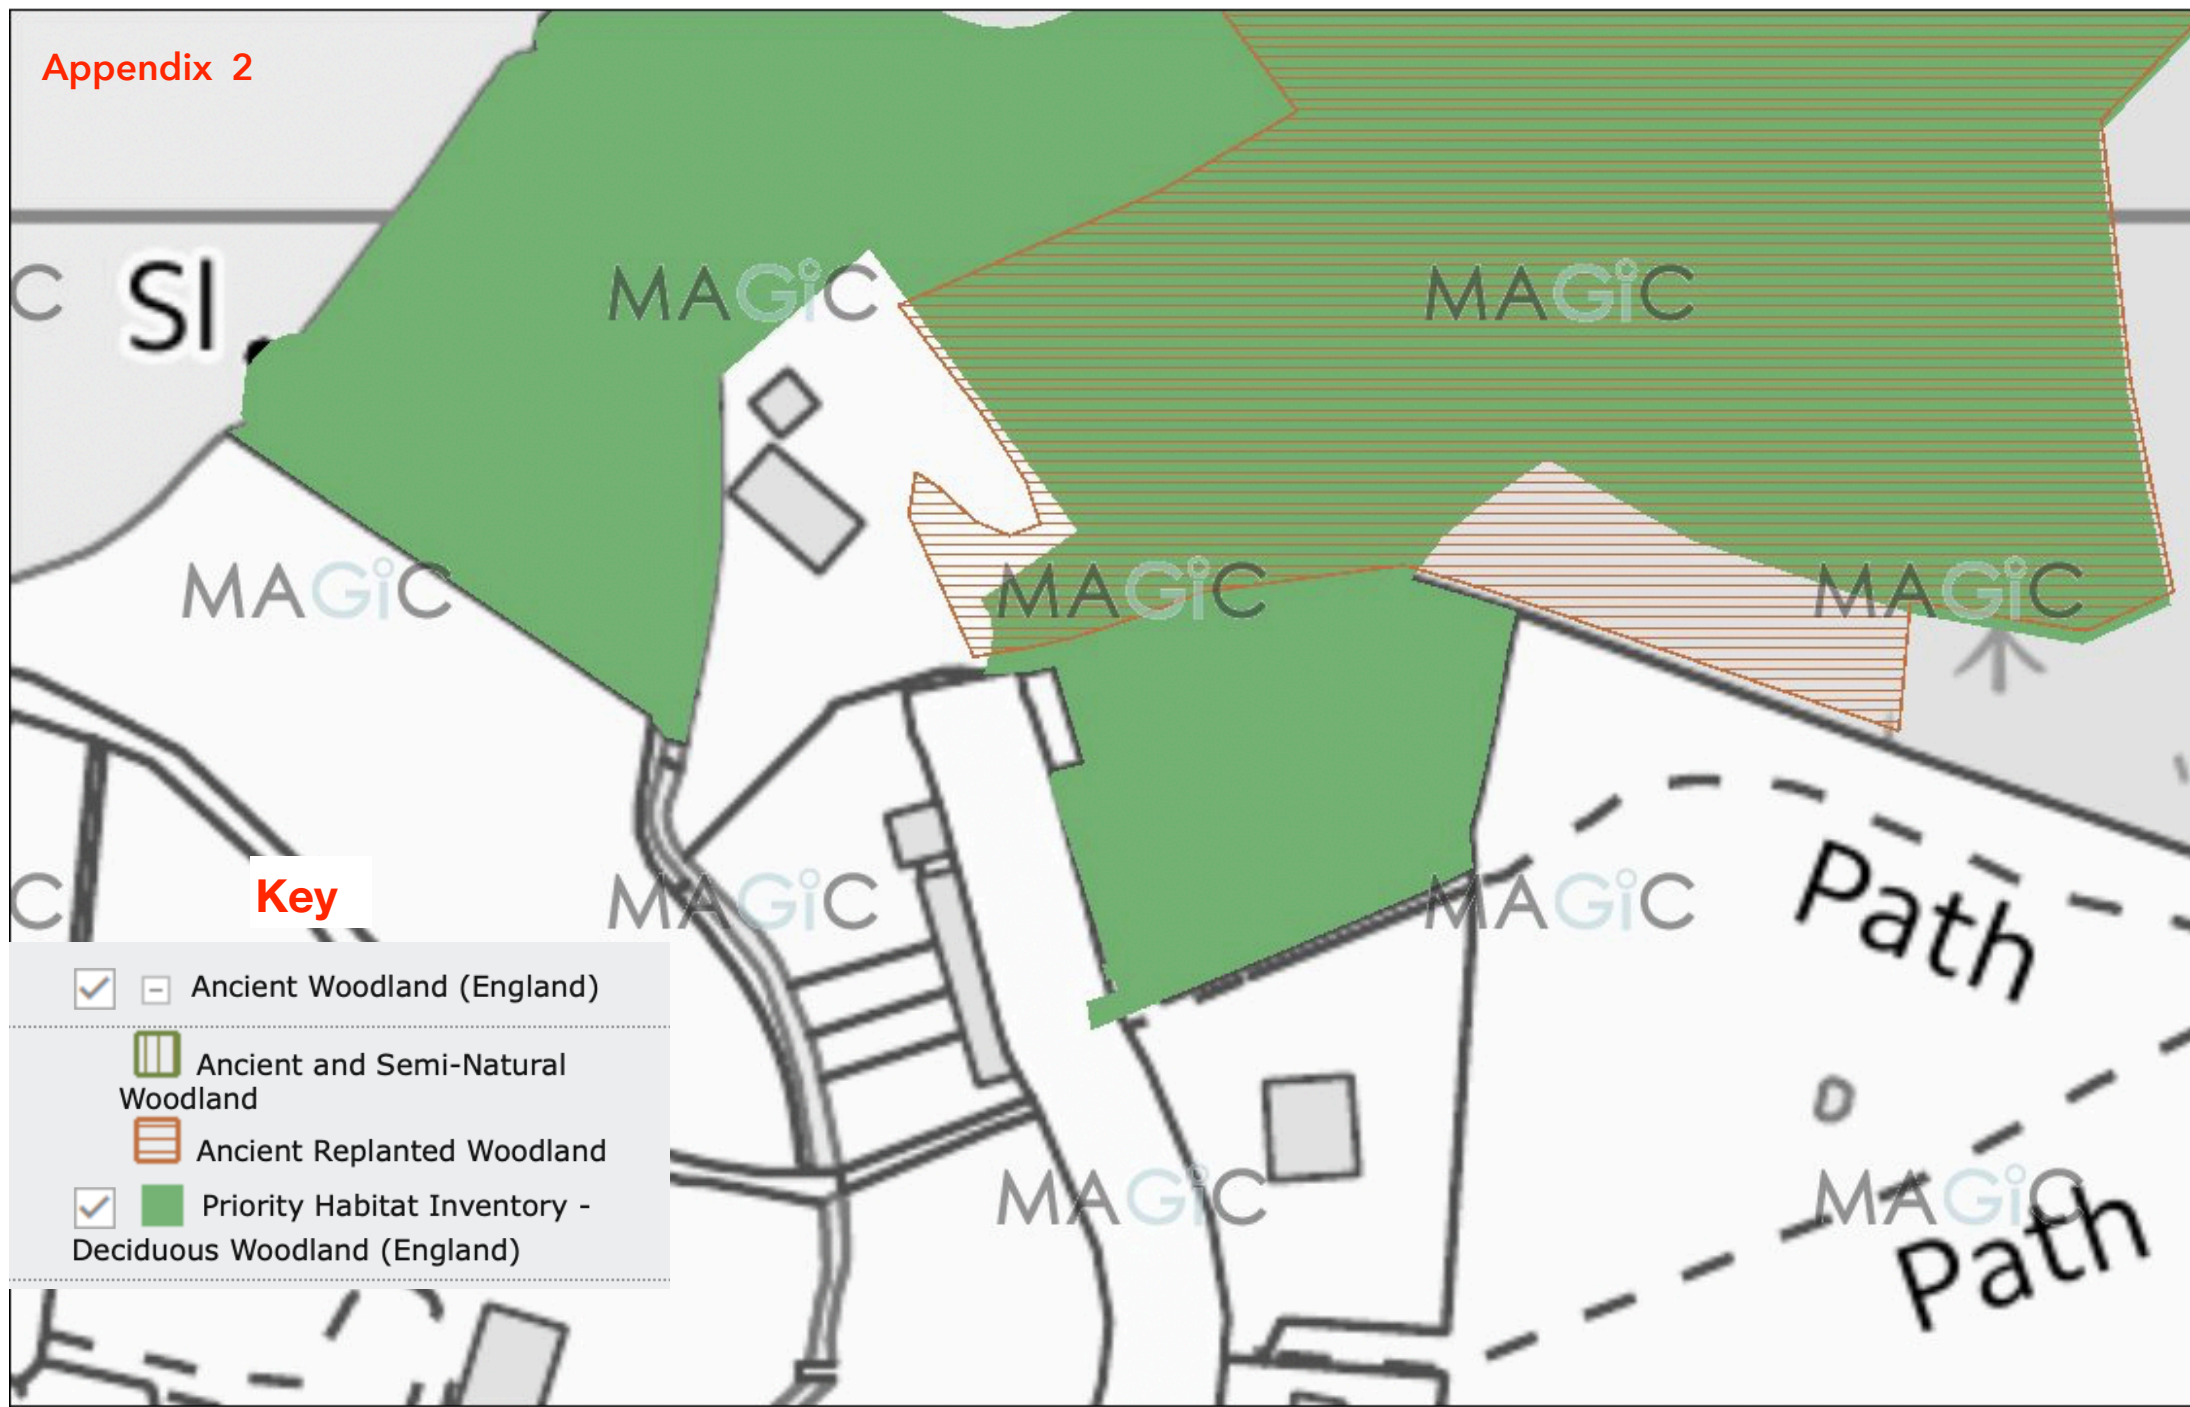 Appendix 2
C
Sl
MAGiC
MAGiC
MAGiC
MAGiC
MAGiC
C
Key
MAGiC
MAGiC
Path
Ancient Woodland (England)
Ancient and Semi-Natural
Woodland
Ancient Replanted Woodland
Priority Habitat Inventory -
Deciduous Woodland (England)
D
MAGiC
MAGiC
Path